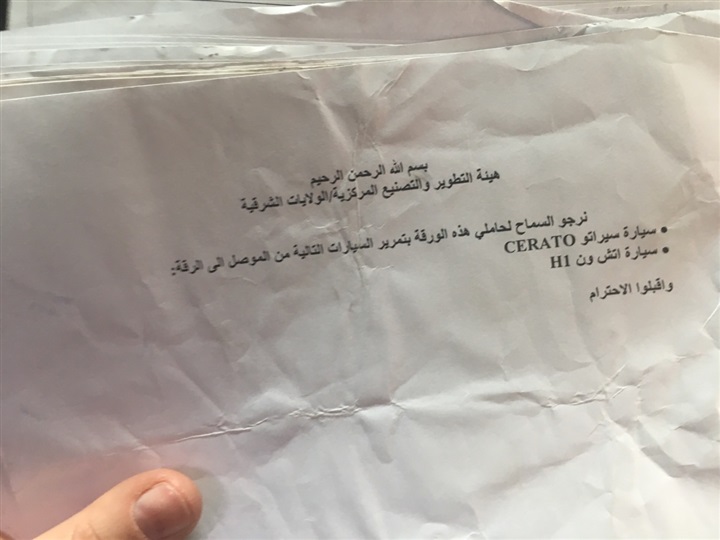 بسم الله الرحمن الرحيم
هيئة التطوير والتصنيع المركزية/الولايات الشرقية
نرجو السماح لحاملي هذه الورقة بتمرير السيارات التالية من الموصل الى الرقة:
• سيارة سيراتو CERATO
• سيارة اتش ون H1
واقبلوا الاحترام